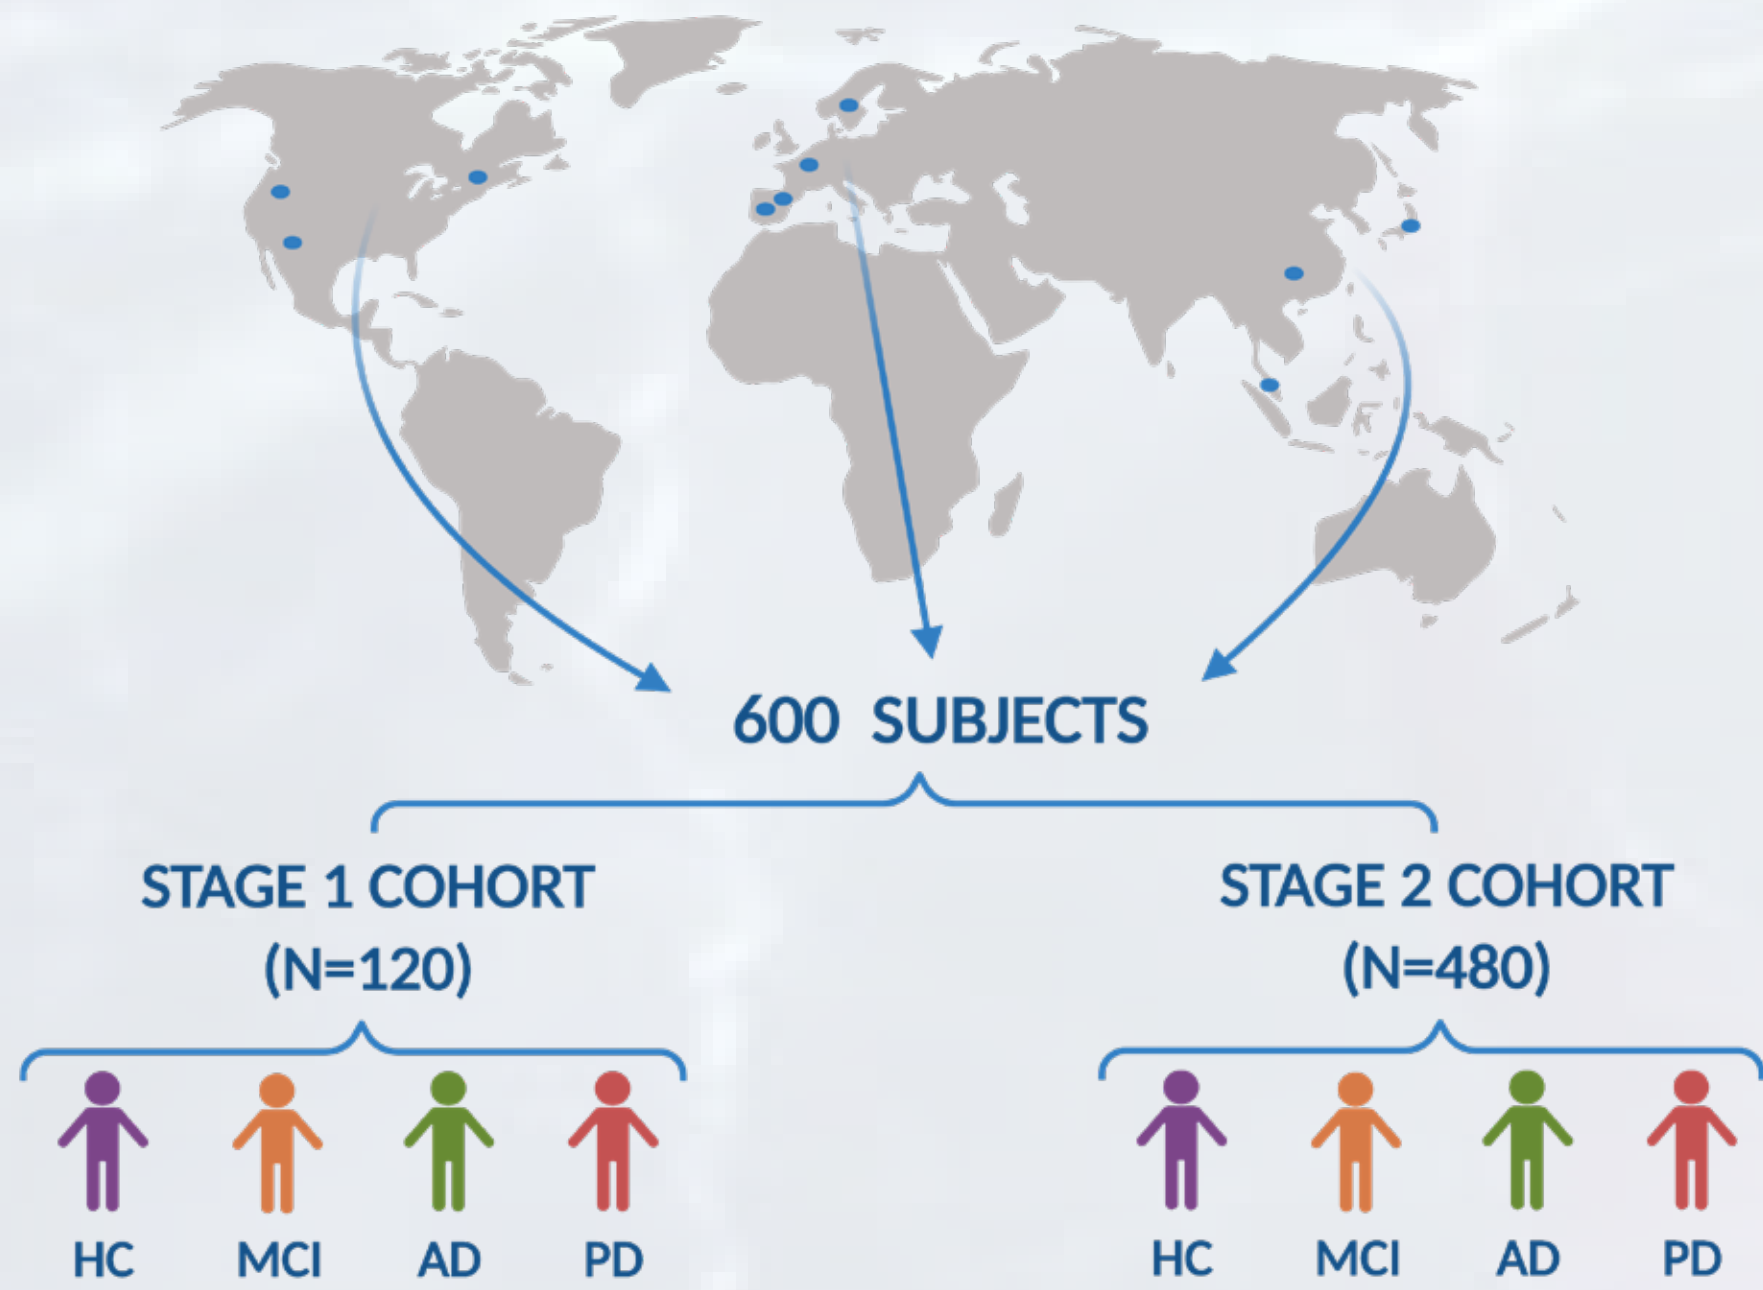 600 SUBJECTS
STAGE 1 COHORT
(N=120)
HC MCI AD PD
STAGE 2 COHORT
(N=480)
HC MCI AD PD